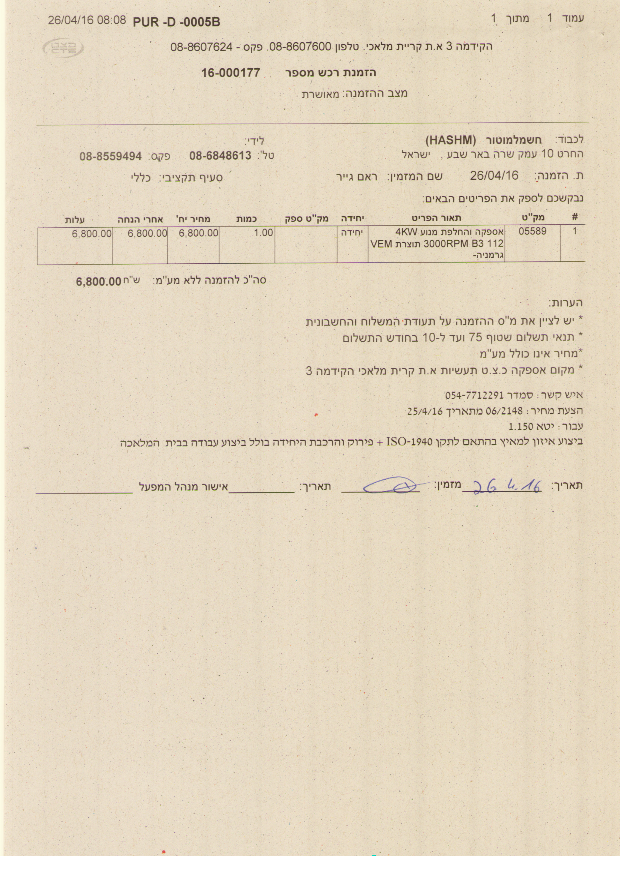 26/04/16 08:08 PUR -D -0005B
עמוד 1 מתוך 1
הקידמה 3 א.ת קריית מלאכי. טלפון 08-8607600. פקס - 08-8607624
הזמנת רכש מספר 16-000177
מצב ההזמנה: מאושרת
לכבוד: חשמלמוטור (HASHM) לידי:
החרט 10 עמק שרה באר שבע , ישראל טל': 08-6848613 פקס: 08-8559494
ת. הזמנה: 26/04/16 שם המזמין: ראם גייר סעיף תקציבי: כללי
נבקשכם לספק את הפריטים הבאים:
# מק"ט תאור הפריט יחידה מק"ט ספק כמות מחיר יח' אחרי הנחה עלות
1 05589 אספקה והחלפת מנוע 4KW יחידה 1.00 6,800.00 6,800.00 6,800.00
3000RPM B3 112 תוצרת VEM
גרמניה-
סה"כ להזמנה ללא מע"מ: ש"ח 6,800.00
הערות:
* יש לציין את מ"ס ההזמנה על תעודת המשלוח והחשבונית
* תנאי תשלום שטוף 75 ועד ל-10 בחודש התשלום
*מחיר אינו כולל מע"מ
* מקום אספקה כ.צ.ט תעשיות א.ת קרית מלאכי הקידמה 3
איש קשר : סמדר 054-7712291
הצעת מחיר : 06/2148 מתאריך 25/4/16
עבור : יטא 1.150
ביצוע איזון למאיץ בהתאם לתקן ISO-1940 + פירוק והרכבת היחידה בולל ביצוע עבודה בבית המלאכה
תאריך: 26.4.16 מזמין: תאריך: אישור מנהל המפעל